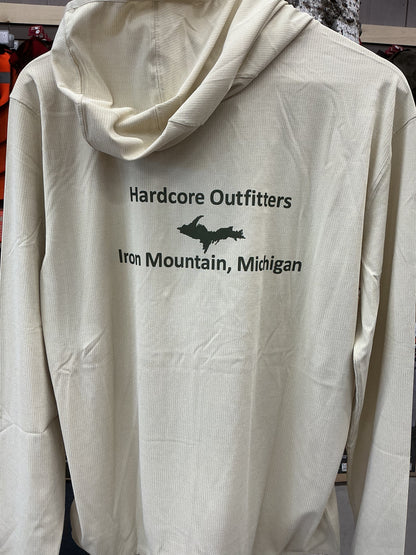 Hardcore Outfitters
Iron Mountain, Michigan